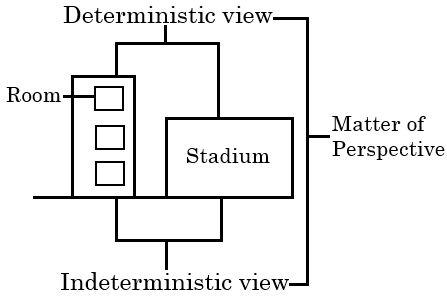 Deterministic view
Room
Stadium
Matter of
Perspective
Indeterministic view